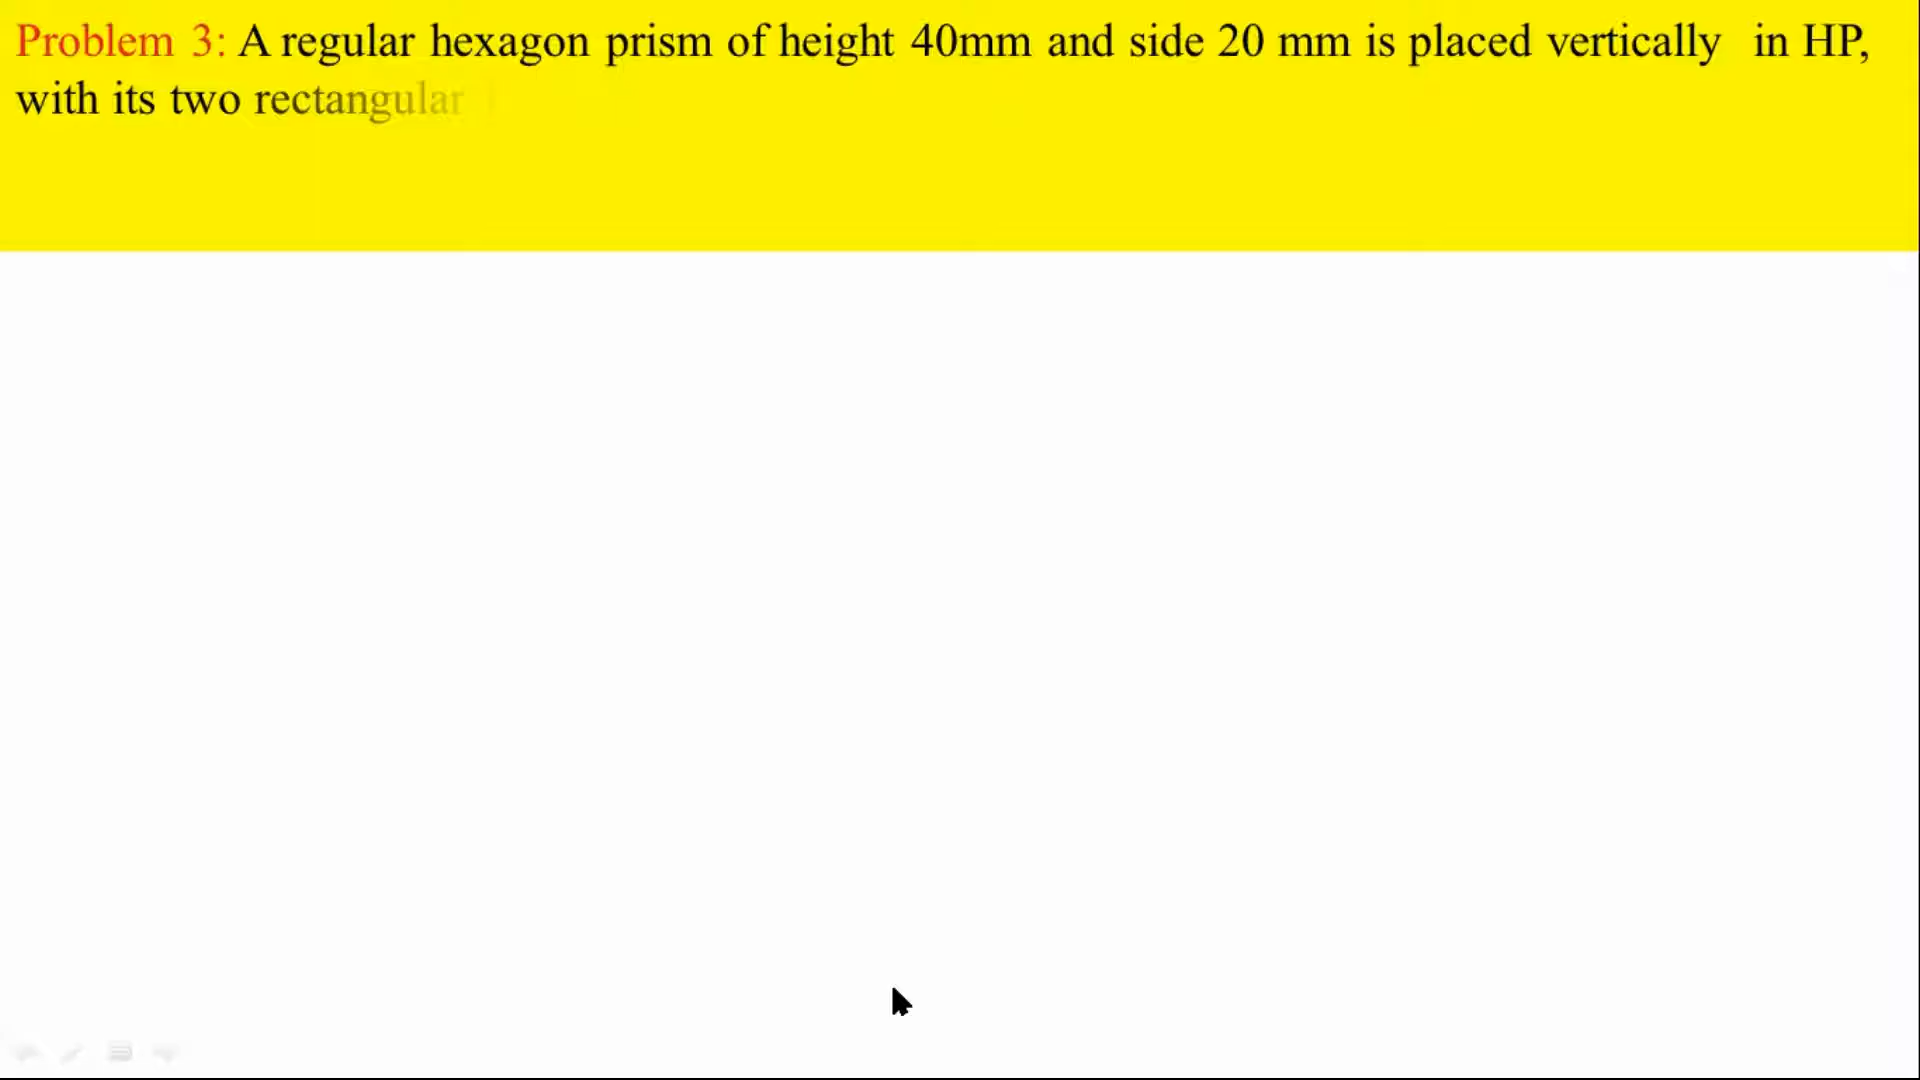 Problem 3: A regular hexagon prism of height 40mm and side 20 mm is placed vertically in HP,
with its two rectangular